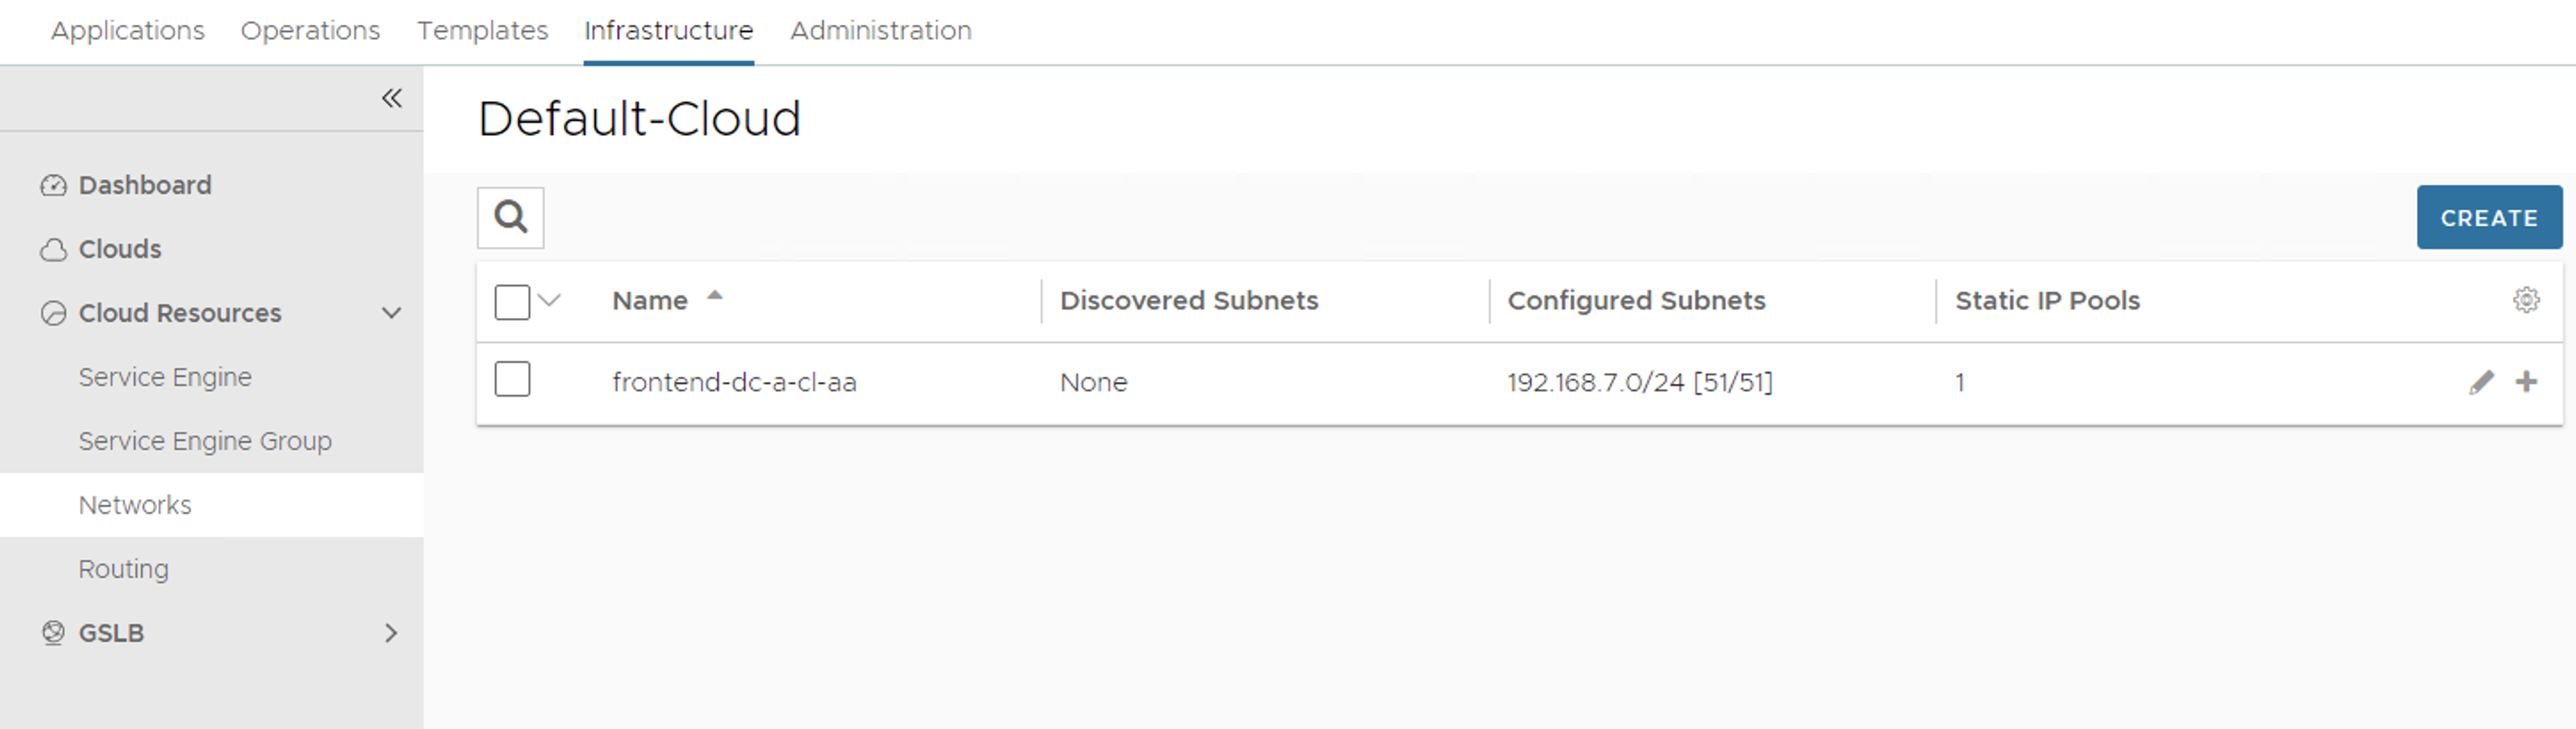 Applications Operations Templates Infrastructure Administration
Default-Cloud
Dashboard
Clouds
Cloud Resources
Service Engine
Service Engine Group
Networks
Routing
GSLB
CREATE
Name Discovered Subnets Configured Subnets Static IP Pools
frontend-dc-a-cl-aa None 192.168.7.0/24 [51/51] 1